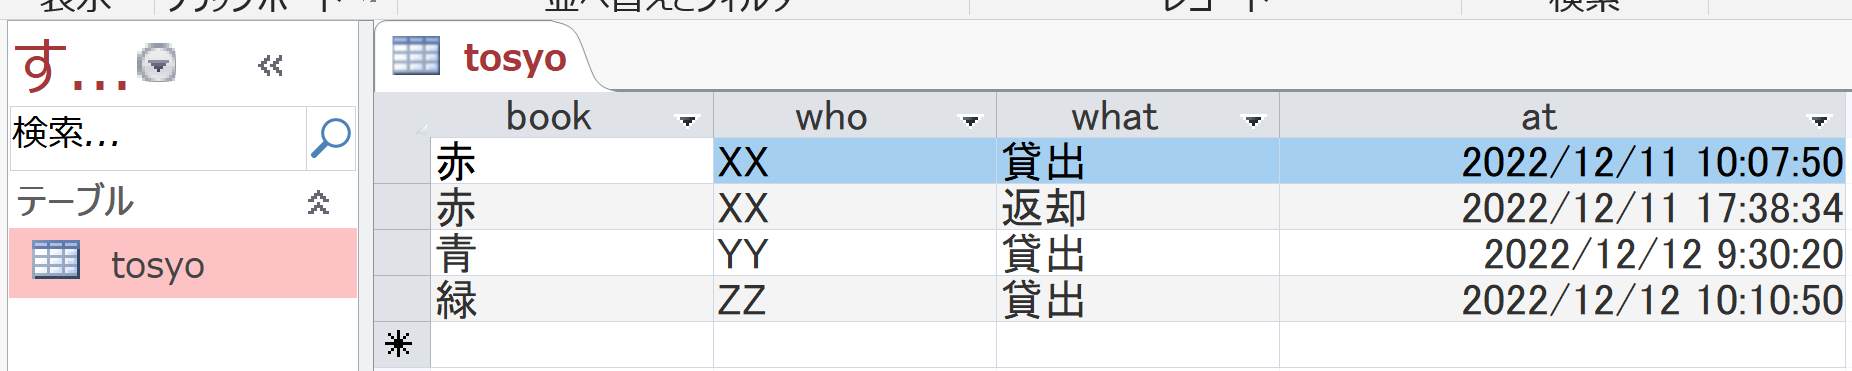 す...
検索...
テーブル
tosyo
tosyo
book who what at
赤 XX 貸出 2022/12/11 10:07:50
赤 XX 返却 2022/12/11 17:38:34
青 YY 貸出 2022/12/12 9:30:20
緑 ZZ 貸出 2022/12/12 10:10:50